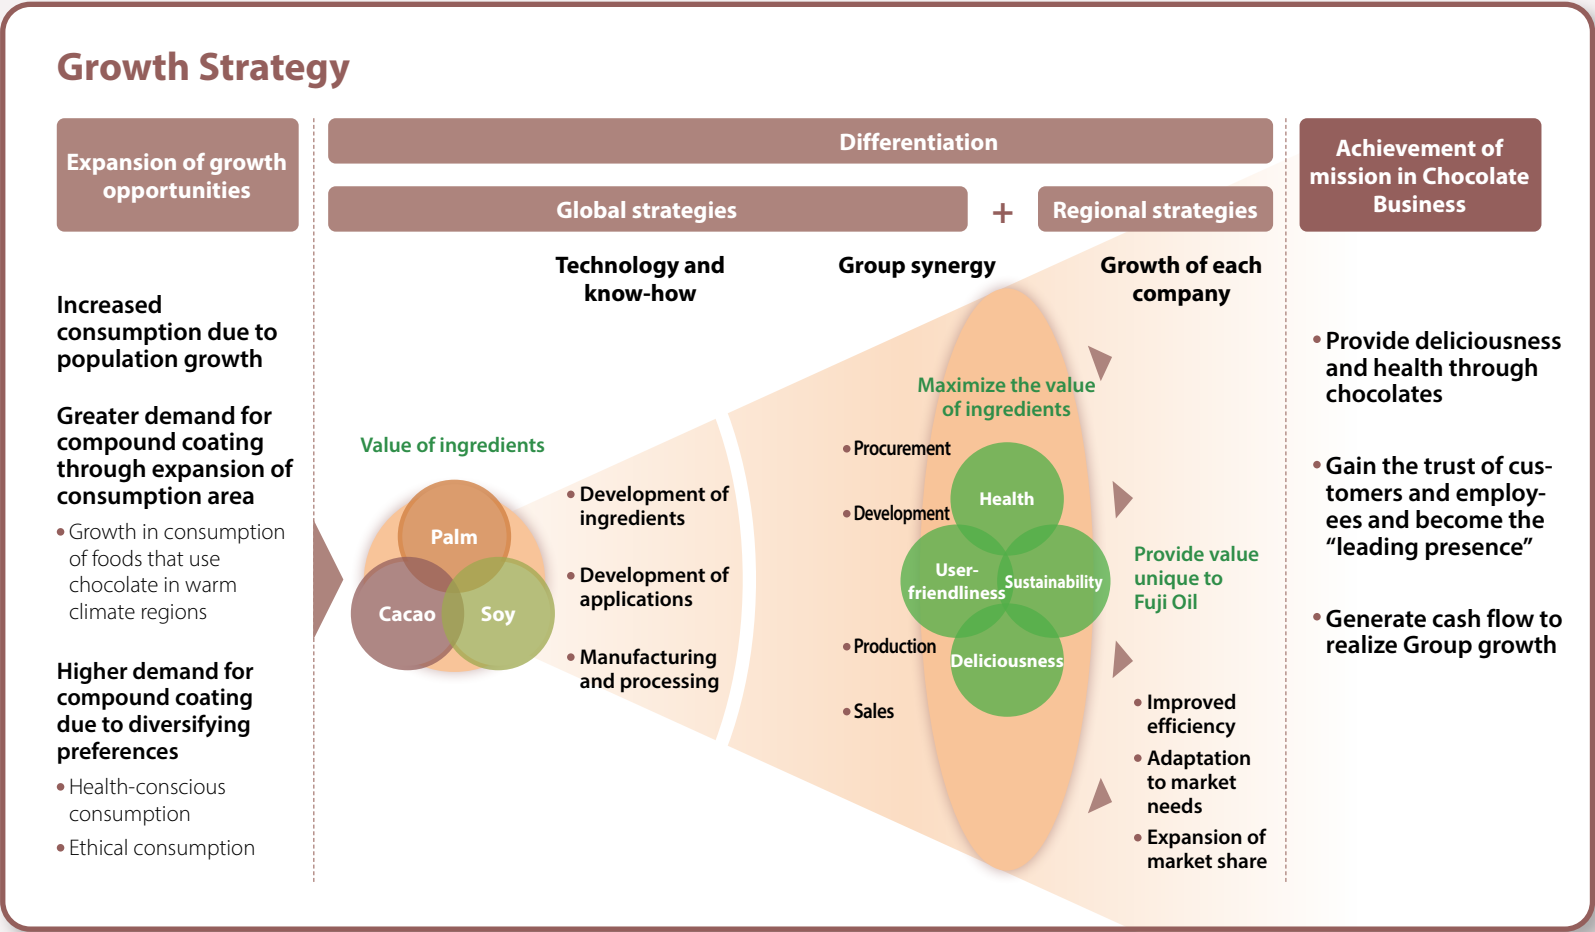 Growth Strategy
Expansion of growth
opportunities
Increased
consumption due to
population growth
Greater demand for
compound coating
through expansion of
consumption area
• Growth in consumption
of foods that use
chocolate in warm
climate regions
Higher demand for
compound coating
due to diversifying
preferences
• Health-conscious
consumption
• Ethical consumption
Differentiation
Global strategies
+
Regional strategies
Technology and
know-how
Value of ingredients
Palm
Cacao
Soy
• Development of
ingredients
• Development of
applications
• Manufacturing
and processing
Group synergy
Maximize the value
of ingredients
• Procurement
• Development
• Production
• Sales
Health
User-
friendliness
Sustainability
Deliciousness
Growth of each
company
Provide value
unique to
Fuji Oil
• Improved
efficiency
• Adaptation
to market
needs
• Expansion of
market share
Achievement of
mission in Chocolate
Business
• Provide deliciousness
and health through
chocolates
• Gain the trust of cus-
tomers and employ-
ees and become the
“leading presence”
• Generate cash flow to
realize Group growth